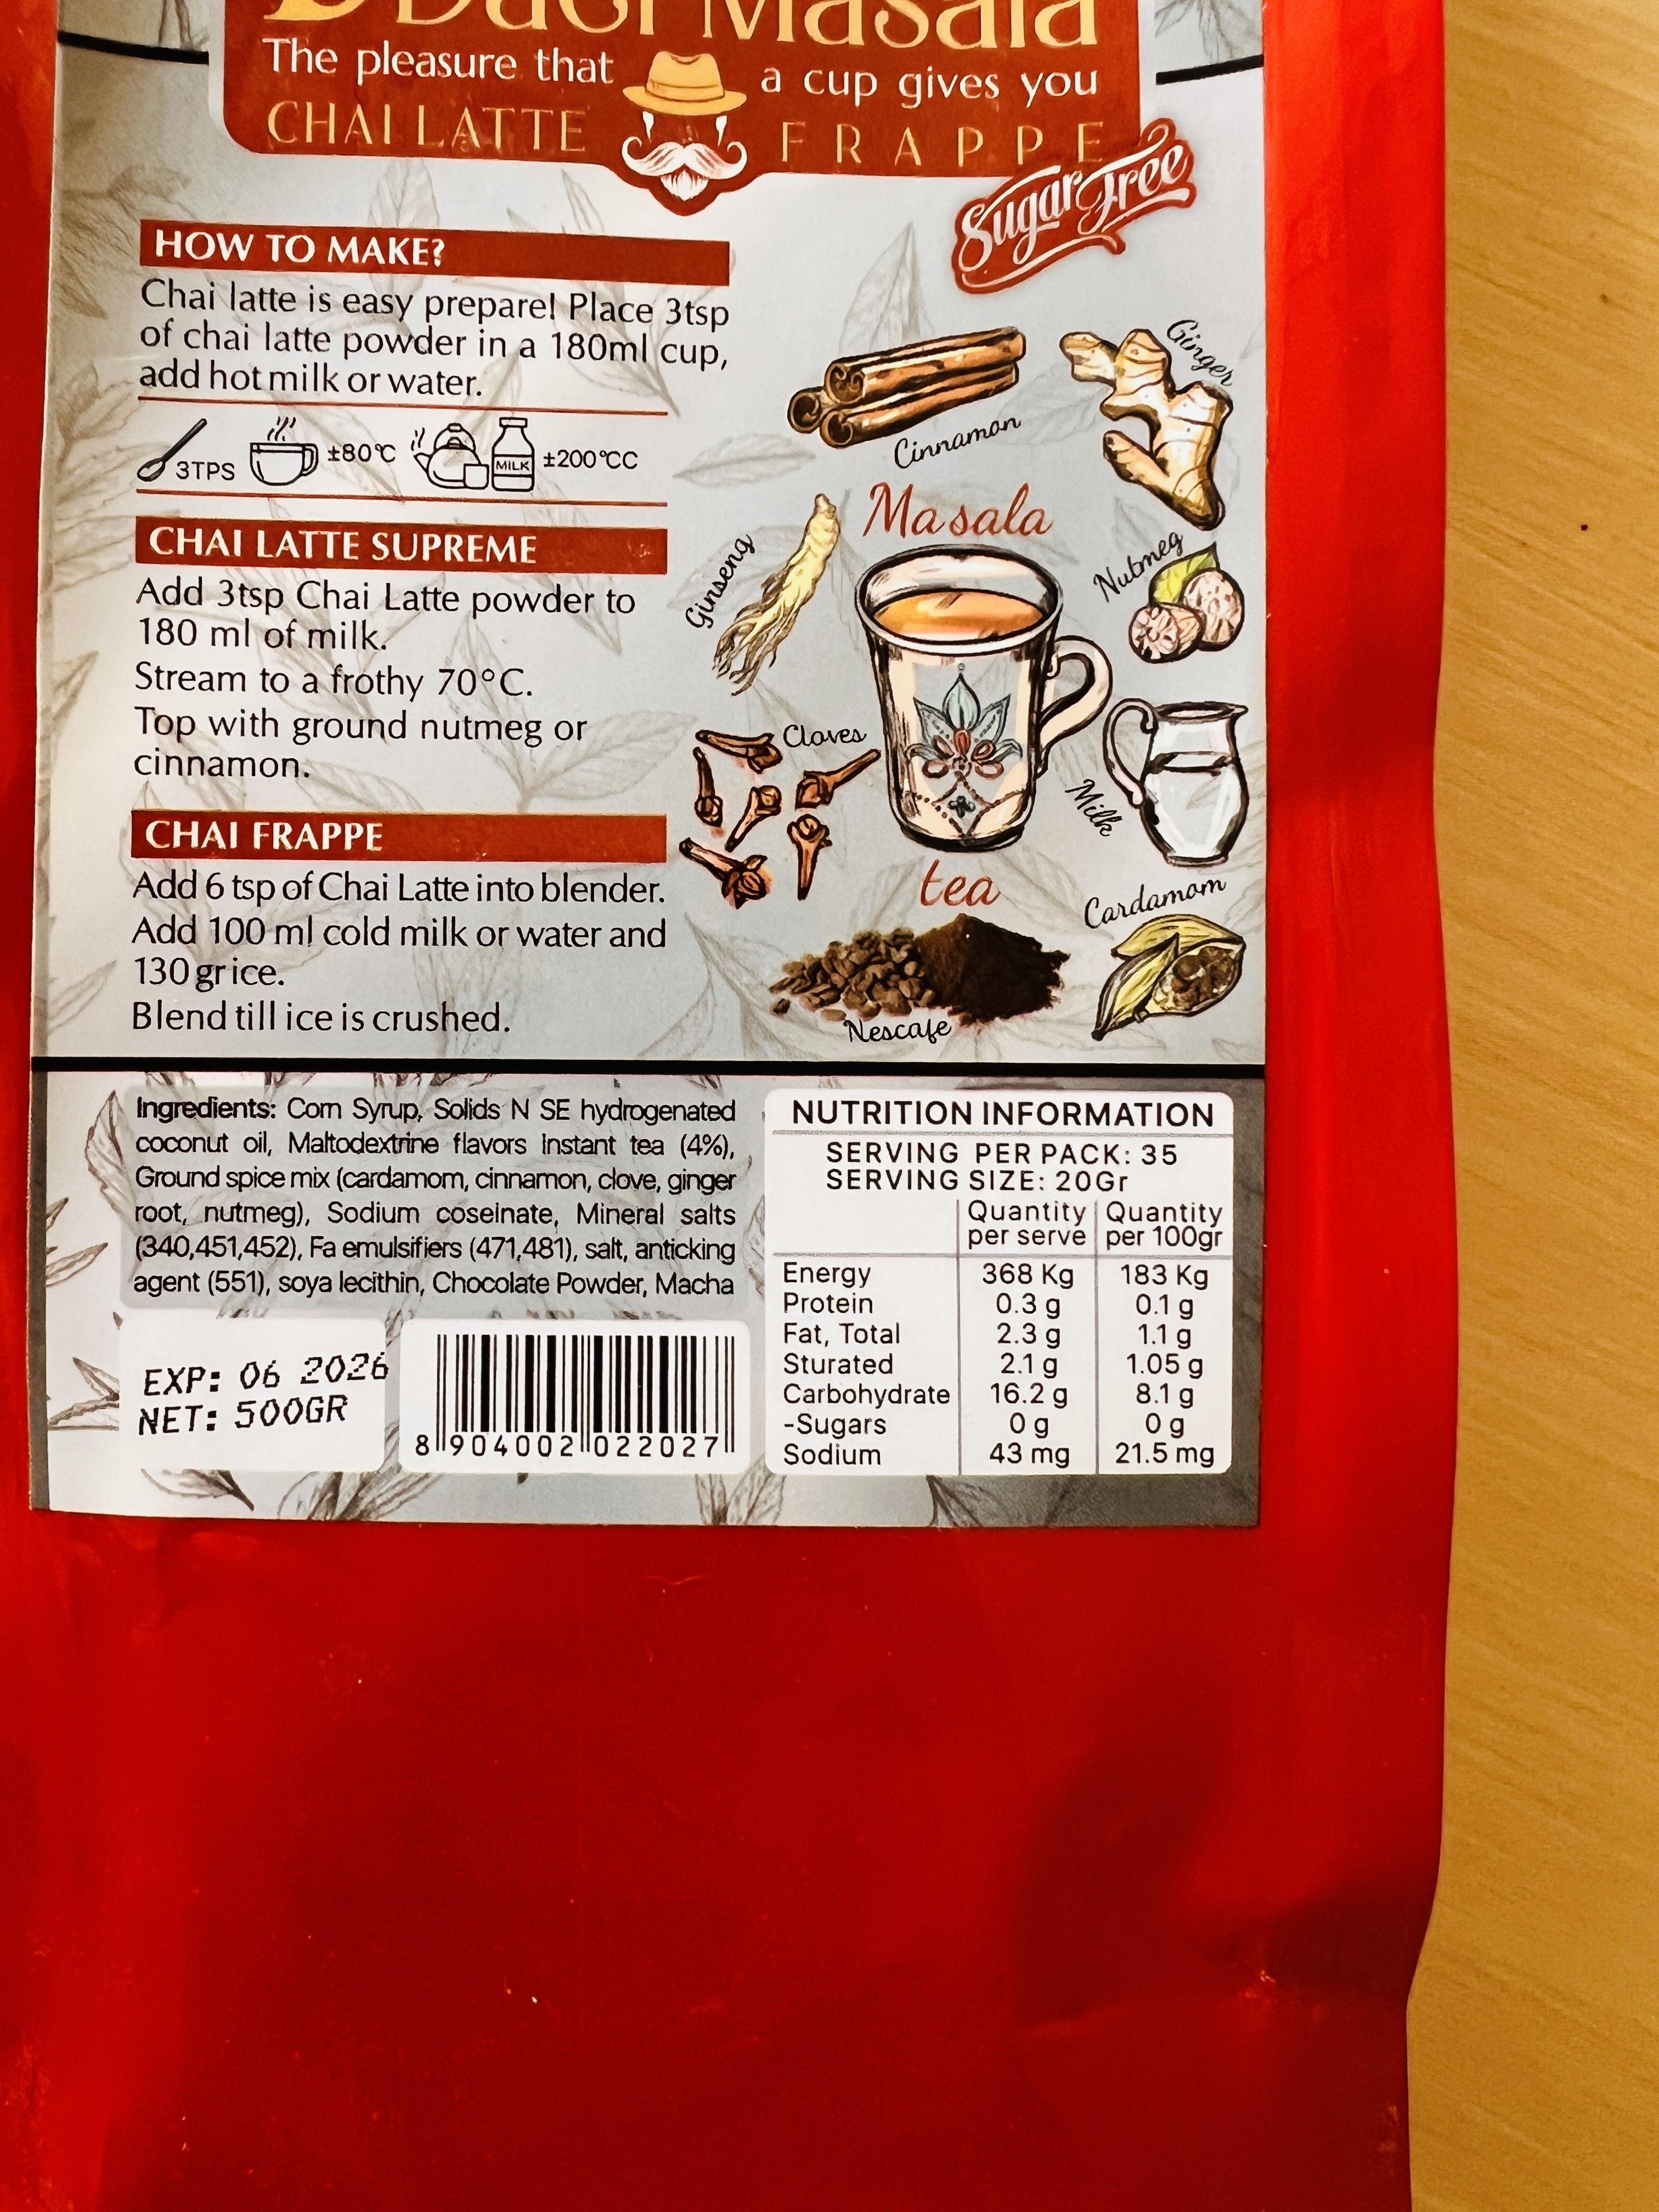 Masala
The pleasure that a cup gives you
CHAI LATTE FRAPPE
Sugar Free
HOW TO MAKE?
Chai latte is easy prepare! Place 3tsp
of chai latte powder in a 180ml cup,
add hot milk or water.
3TPS ±80°C MILK ±200°CC
CHAI LATTE SUPREME
Add 3tsp Chai Latte powder to
180 ml of milk.
Stream to a frothy 70°C.
Top with ground nutmeg or
cinnamon.
CHAI FRAPPE
Add 6 tsp of Chai Latte into blender.
Add 100 ml cold milk or water and
130 gr ice.
Blend till ice is crushed.
Cinnamon
Ginger
Masala
Ginseng
Nutmeg
Claves
Milk
tea
Cardamom
Nescafe
Ingredients: Corn Syrup, Solids N SE hydrogenated
coconut oil, Maltodextrine flavors Instant tea (4%),
Ground spice mix (cardamom, cinnamon, clove, ginger
root, nutmeg), Sodium coseinate, Mineral salts
(340,451,452), Fa emulsifiers (471,481), salt, anticking
agent (551), soya lecithin, Chocolate Powder, Macha
EXP: 06 2026
NET: 500GR
8 904002 022027
NUTRITION INFORMATION
SERVING PER PACK: 35
SERVING SIZE: 20Gr
Quantity Quantity
per serve per 100gr
Energy 368 Kg 183 Kg
Protein 0.3 g 0.1 g
Fat, Total 2.3 g 1.1 g
Sturated 2.1 g 1.05 g
Carbohydrate 16.2 g 8.1 g
-Sugars 0 g 0 g
Sodium 43 mg 21.5 mg